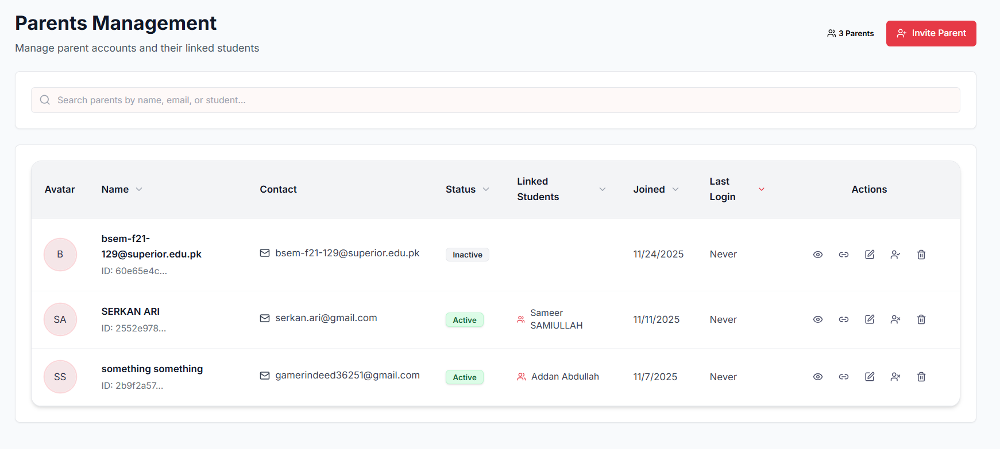 Parents Management
Manage parent accounts and their linked students
3 Parents
Invite Parent
Search parents by name, email, or student...
Avatar Name Contact Status Linked Students Joined Last Login Actions
B bsem-f21-129@superior.edu.pk bsem-f21-129@superior.edu.pk Inactive 11/24/2025 Never
ID: 60e65e4c...
SA SERKAN ARI serkan.ari@gmail.com Active Sameer SAMIULLAH 11/11/2025 Never
ID: 2552e978...
SS something something gamerindeed36251@gmail.com Active Addan Abdullah 11/7/2025 Never
ID: 2b9f2a57...